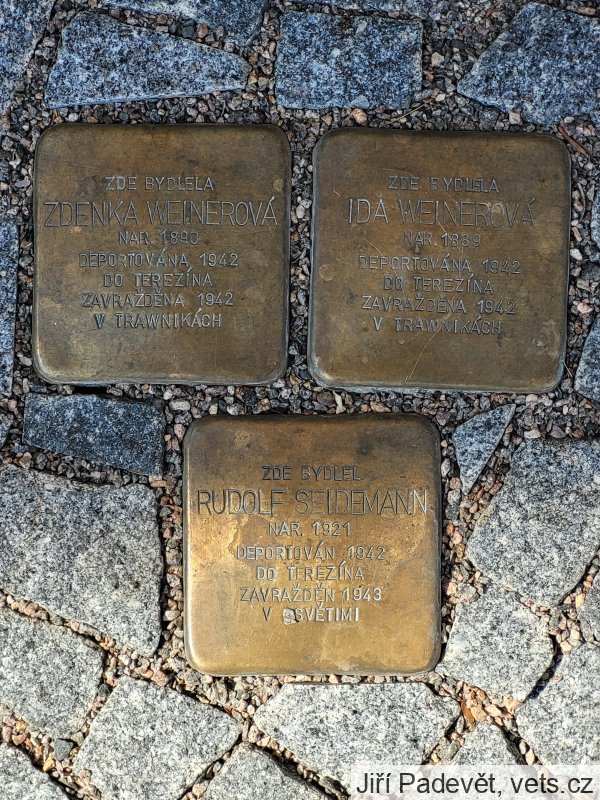 ZDE BYDLELA
ZDENKA WEINEROVÁ
NAR. 1890
DEPORTOVÁNA 1942
DO TEREZÍNA
ZAVRAŽDĚNA 1942
V TRAWNIKÁCH
ZDE BYDLELA
IDA WEINEROVÁ
NAR. 1889
DEPORTOVÁNA 1942
DO TEREZÍNA
ZAVRAŽDĚNA 1942
V TRAWNIKÁCH
ZDE BYDLEL
RUDOLF SEIDEMANN
NAR. 1921
DEPORTOVÁN 1942
DO TEREZÍNA
ZAVRAŽDĚN 1943
V OSVĚTIMI
Jiří Padevět, vets.cz